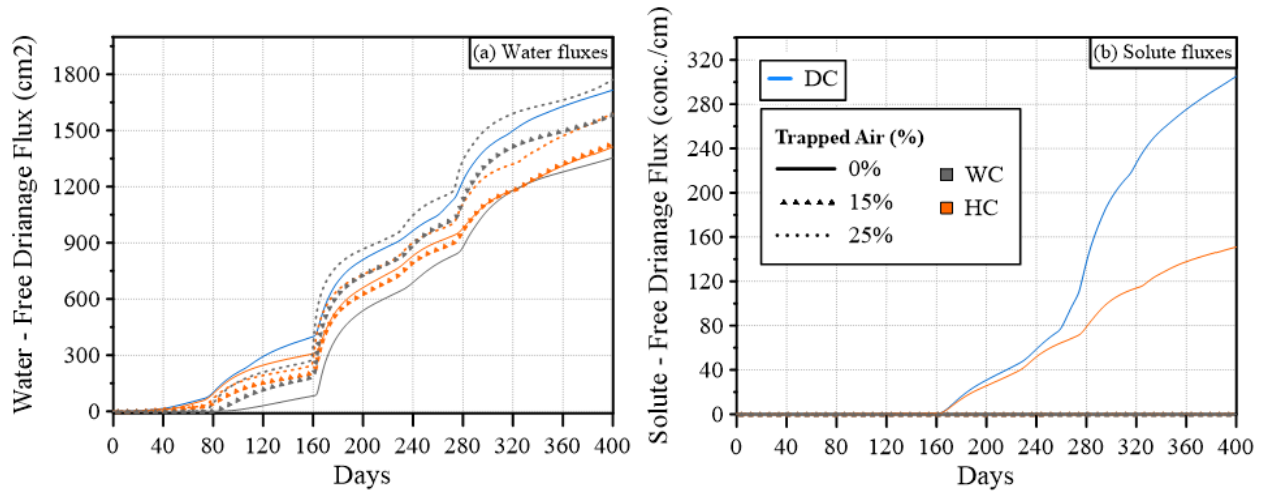 (a) Water fluxes
Water - Free Drianage Flux (cm2)
1800
1500
1200
900
600
300
0
0 40 80 120 160 200 240 280 320 360 400
Days
(b) Solute fluxes
Solute - Free Drianage Flux (conc./cm)
320
280
240
200
160
120
80
40
0
DC
Trapped Air (%)
0%
15%
25%
WC
HC
0 40 80 120 160 200 240 280 320 360 400
Days